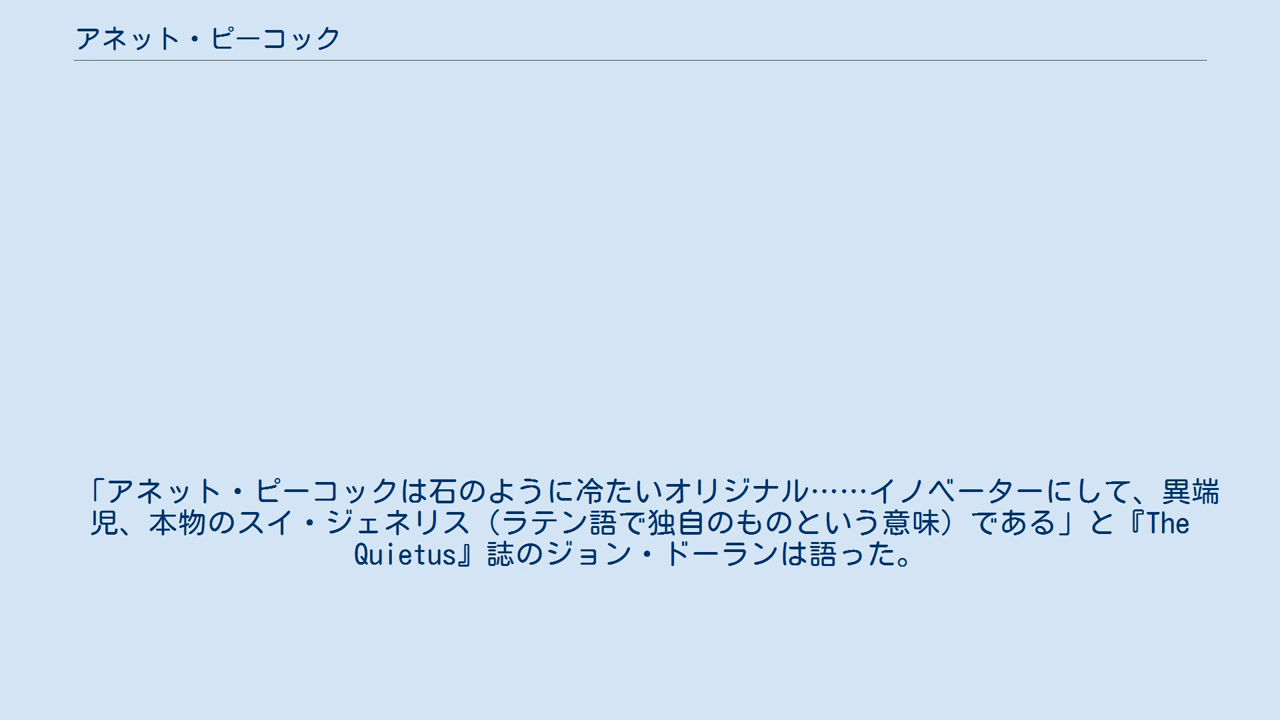 アネット・ピーコック
「アネット・ピーコックは石のように冷たいオリジナル……イノベーターにして、異端
児、本物のスイ・ジェネリス（ラテン語で独自のものという意味）である」と『The
Quietus』誌のジョン・ドーランは語った。